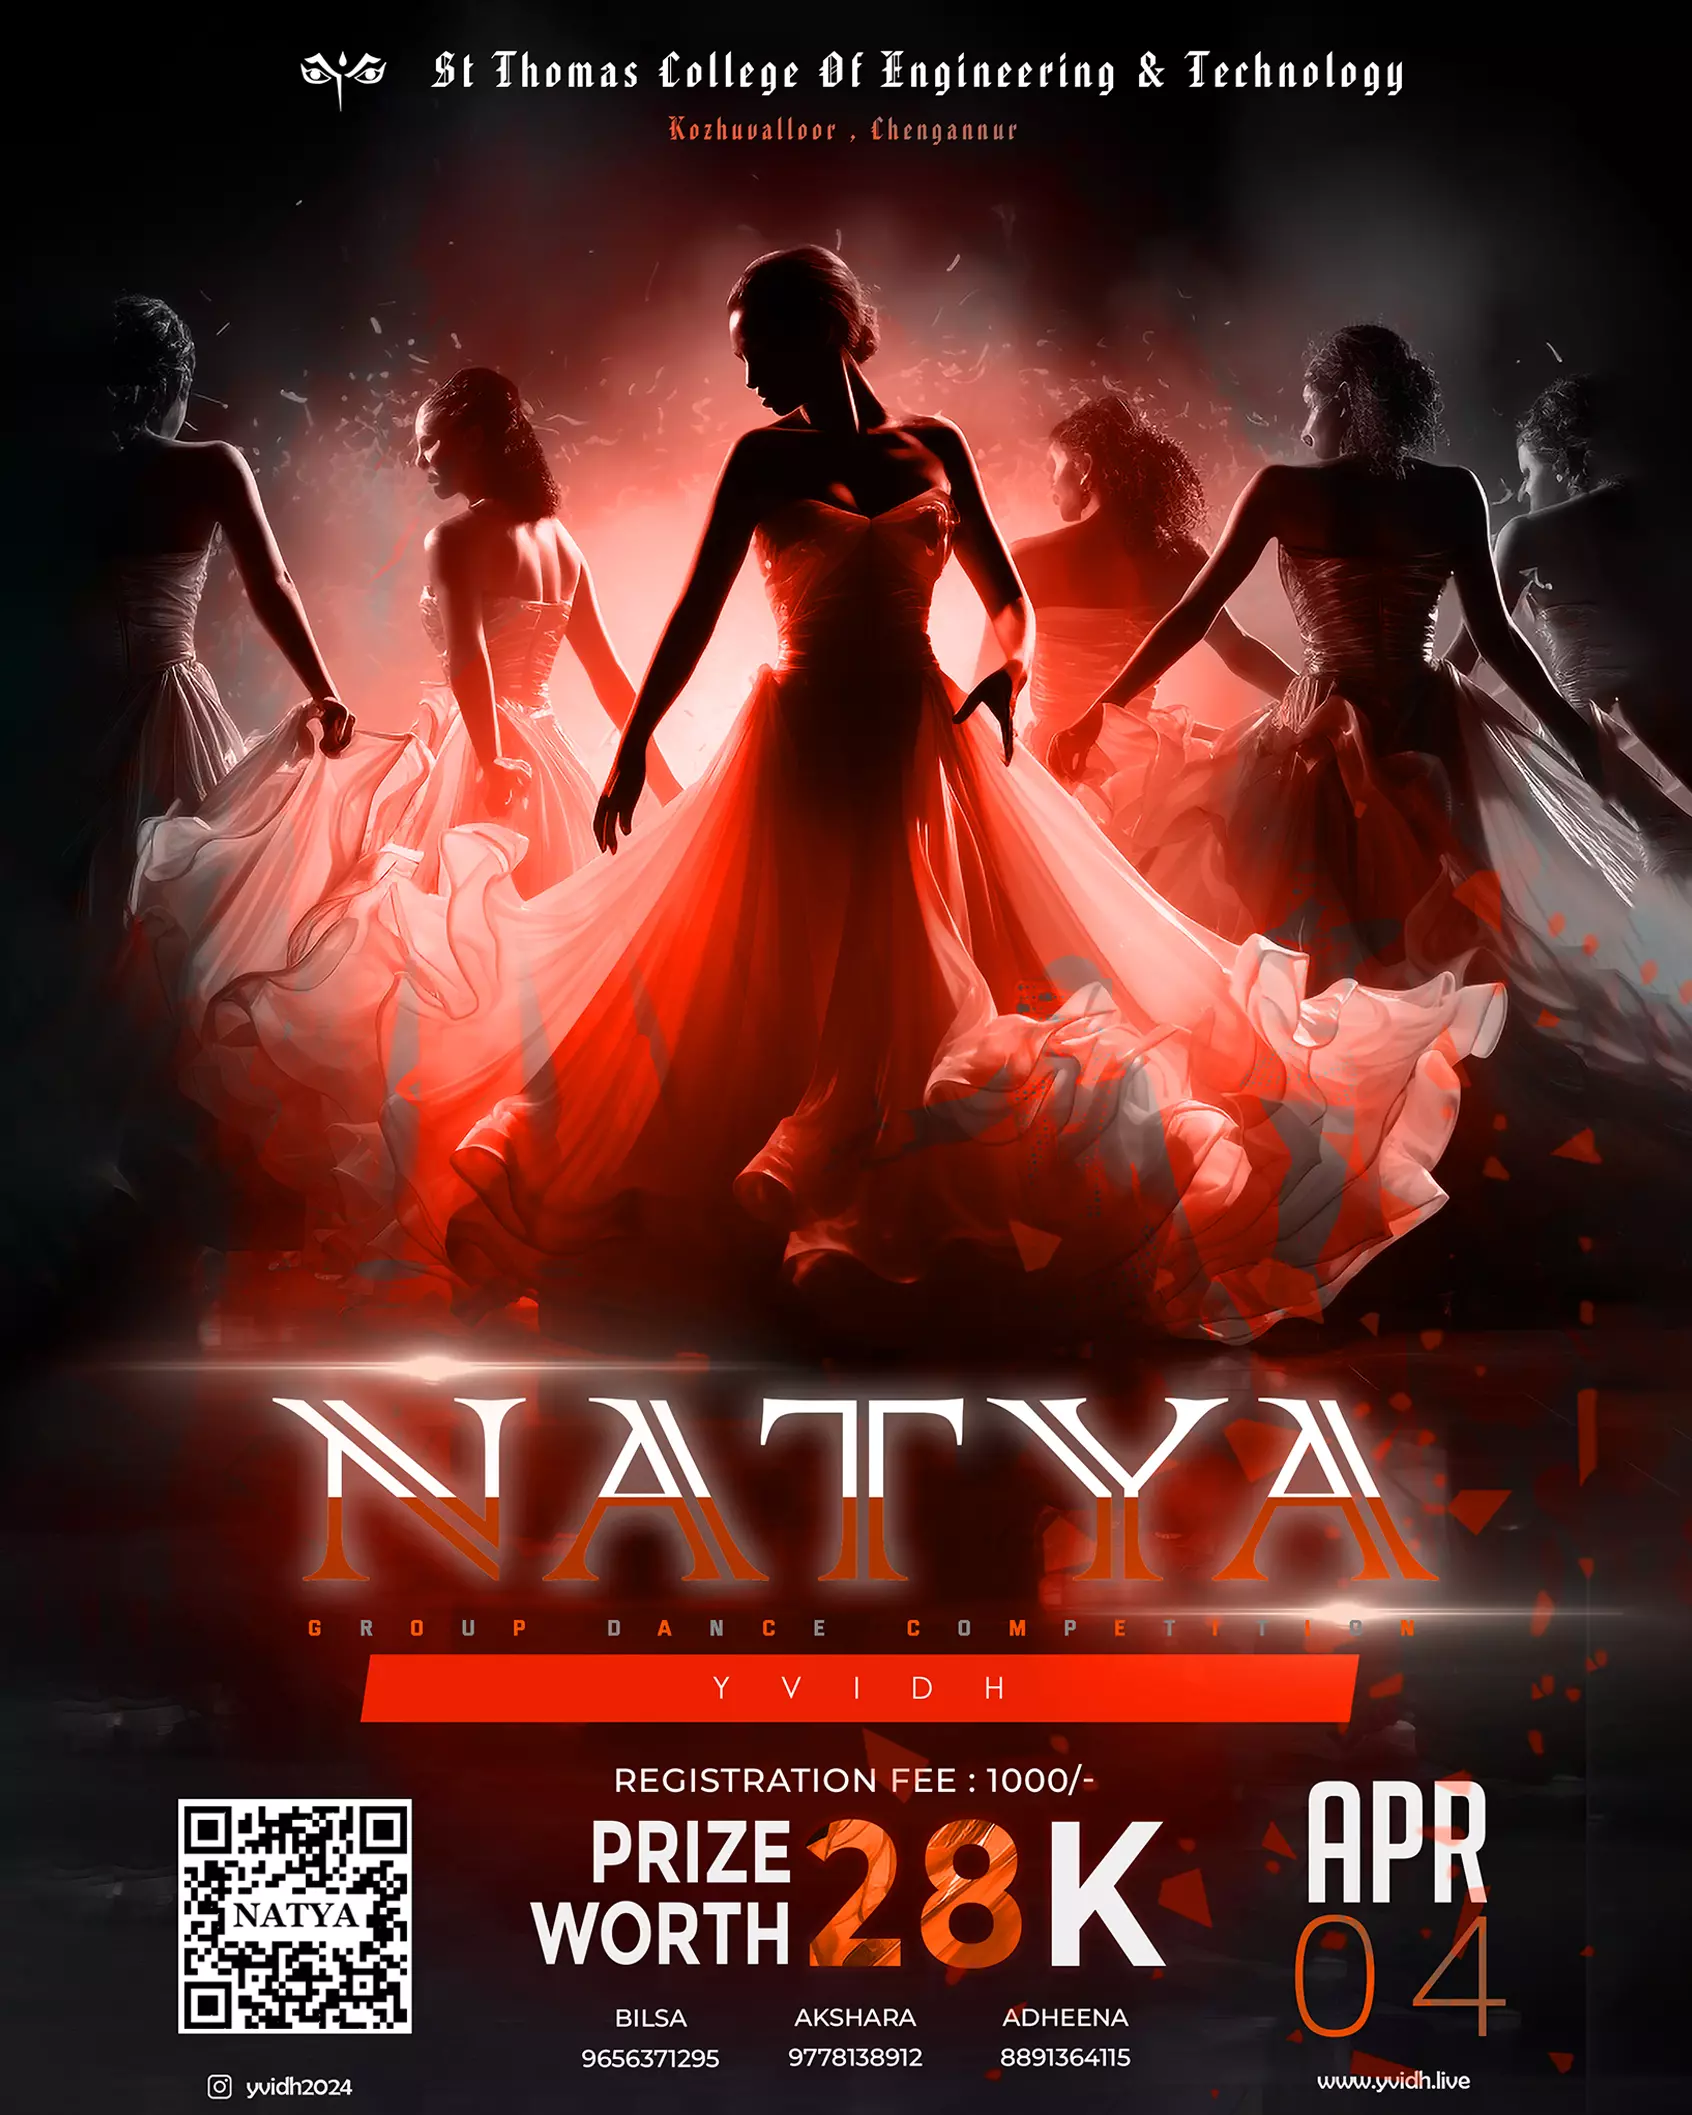 St Thomas College Of Engineering & Technology
Kozhuvalloor , Chengannur
NATYA
GROUP DANCE COMPETITION
YVIDH
REGISTRATION FEE : 1000/-
PRIZE
WORTH
28K
APR
04
NATYA
BILSA
9656371295
AKSHARA
9778138912
ADHEENA
8891364115
yvidh2024
www.yvidh.live